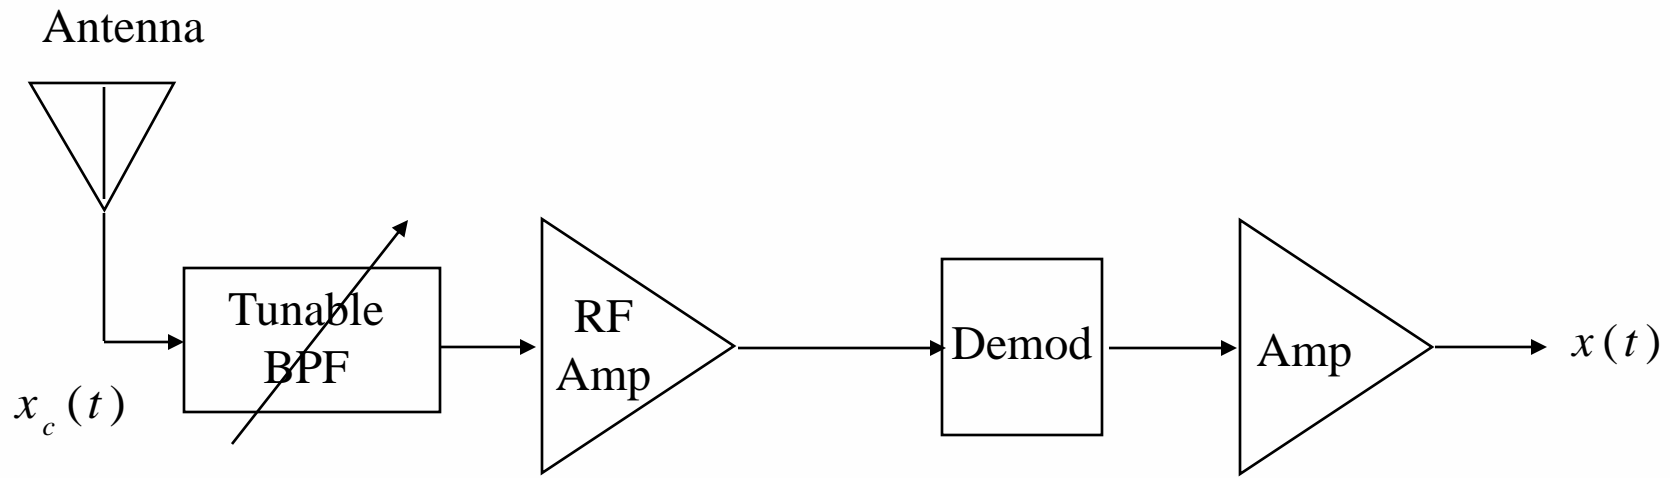 Antenna
Tunable
BPF
RF
Amp
Demod
Amp
x(t)
x_c(t)